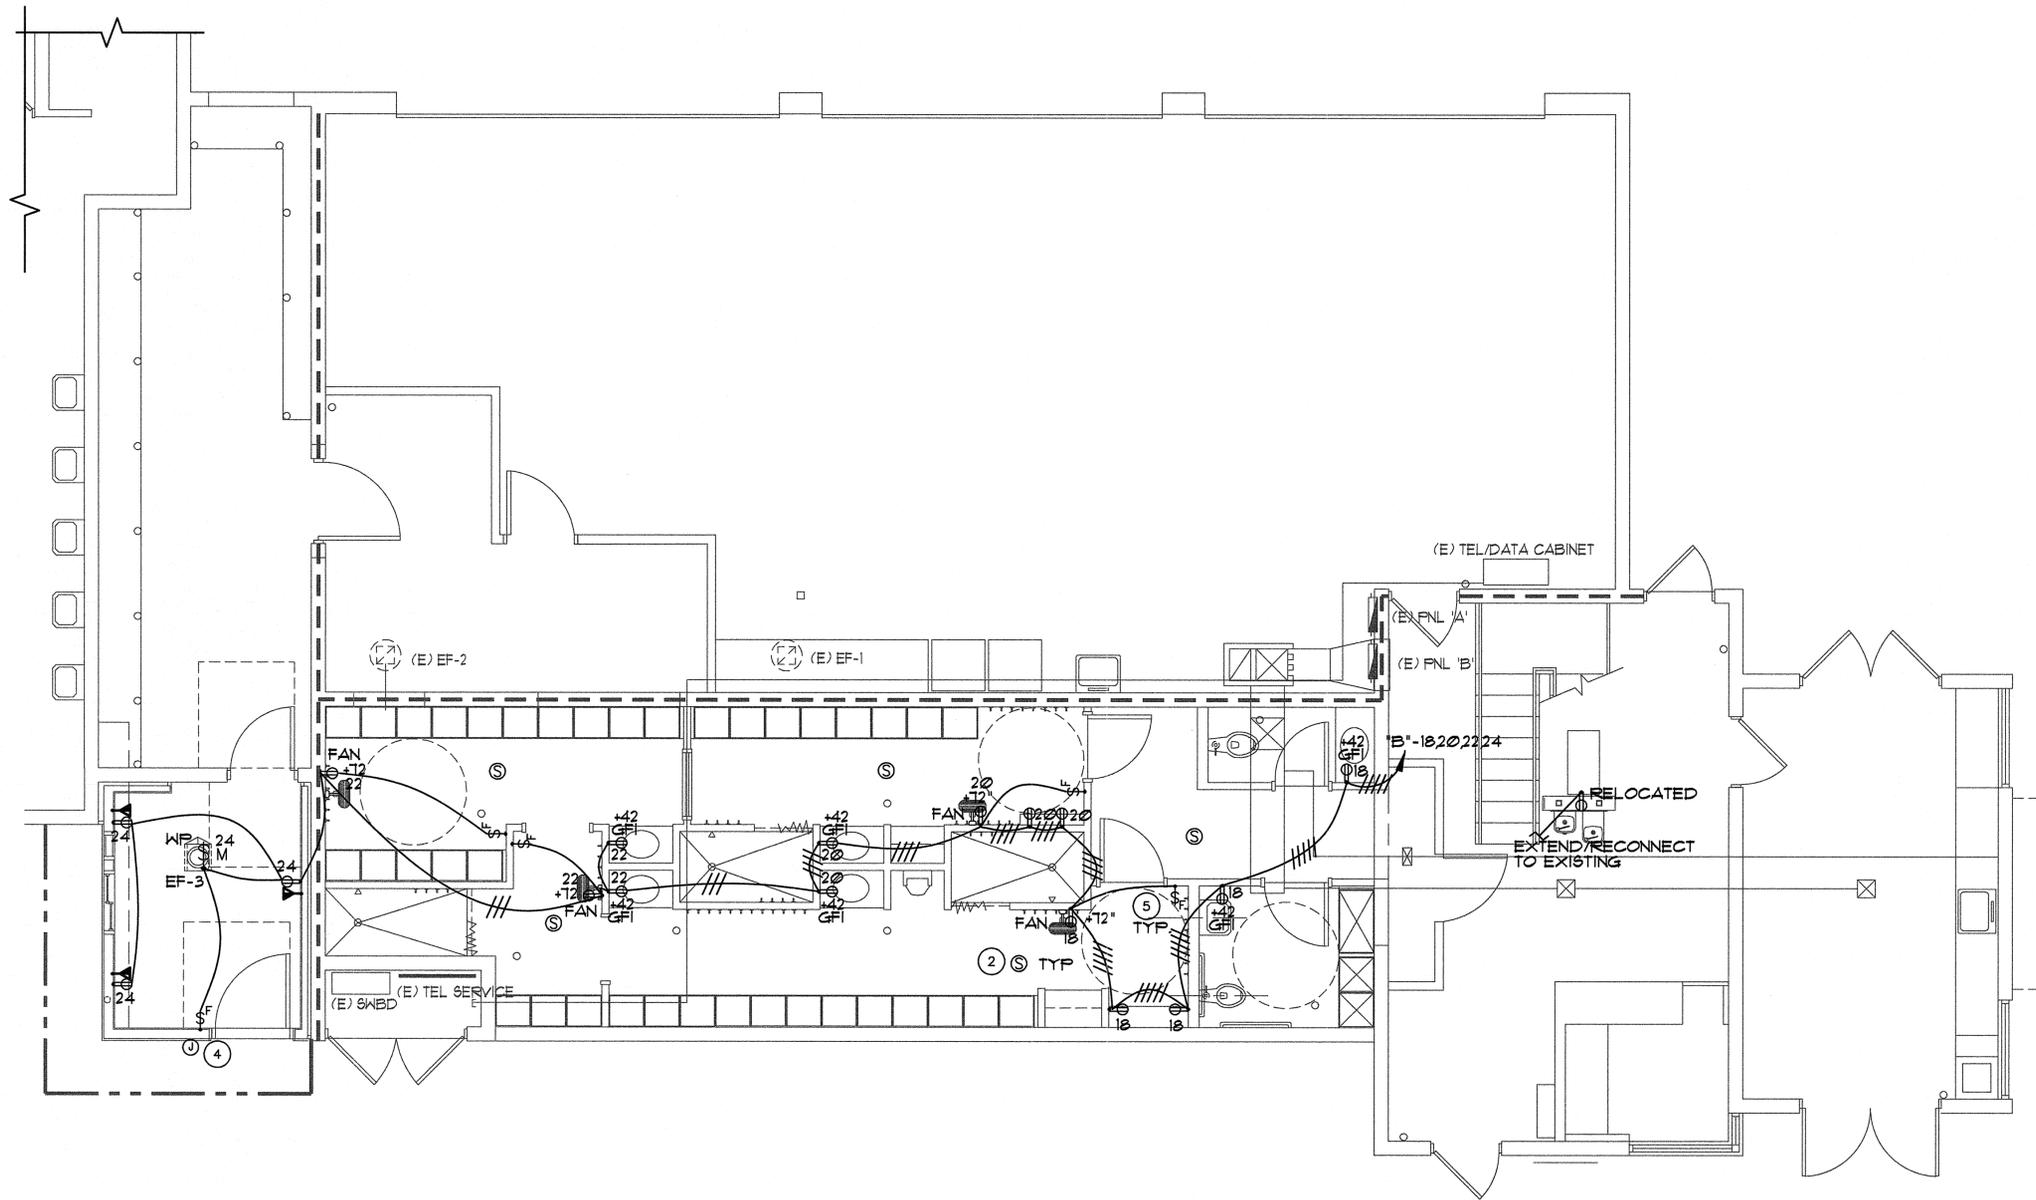 (E) TEL/DATA CABINET
(E) PNL 'A'
(E) EF-2
(E) EF-1
(E) PNL 'B'
"B"-18,20,22,24
+42
GFI
18
FAN
+72
22
S F
RELOCATED
EXTEND/RECONNECT
TO EXISTING
20
+72"
FAN
S F
20
20
24
WP
24
S
M
EF-3
24
S F
S F
+42
GFI
22
+42
GFI
20
22
+72
FAN
22
+42
GFI
20
+42
GFI
S
S
S
S
5
TYP.
S F
18
+42
GFI
FAN
+72"
18
2
S
TYP
24
(E) SWBD
(E) TEL SERVICE
18
18
S F
J
4